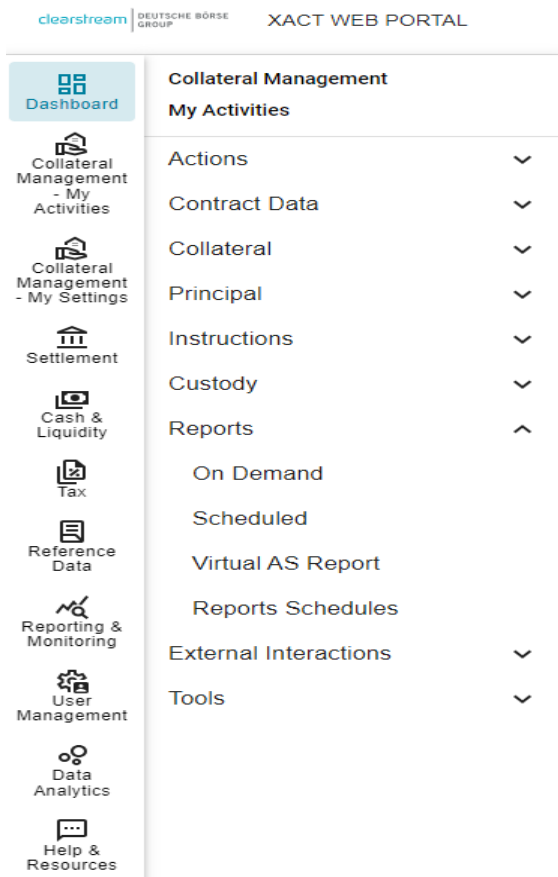 clearstream
DEUTSCHE BÖRSE
GROUP
XACT WEB PORTAL
Dashboard
Collateral
Management
- My
Activities
Collateral
Management
- My Settings
Settlement
Cash &
Liquidity
Tax
Reference
Data
Reporting &
Monitoring
User
Management
Data
Analytics
Help &
Resources
Collateral Management
My Activities
Actions
Contract Data
Collateral
Principal
Instructions
Custody
Reports
On Demand
Scheduled
Virtual AS Report
Reports Schedules
External Interactions
Tools